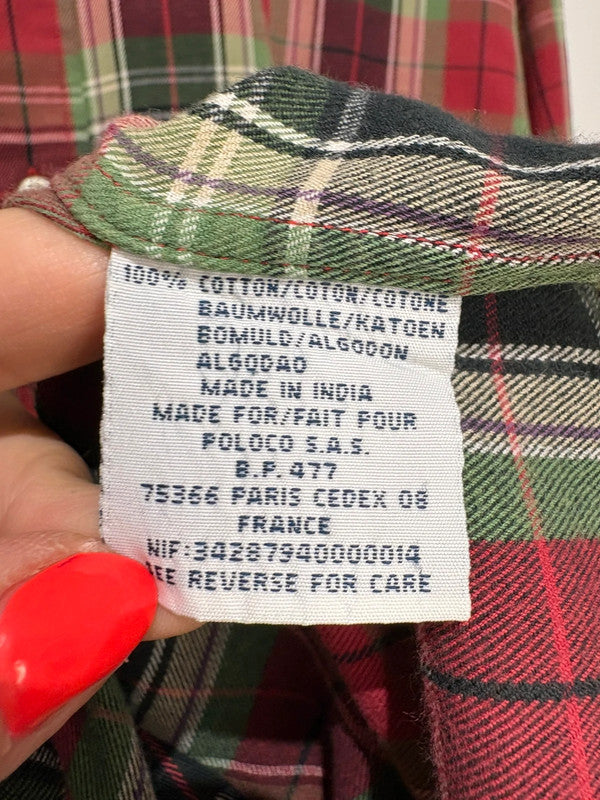 100% COTTON/COTON/COTONE
BAUMWOLLE/KATOEN
BOMULD/ALGODON
ALGODAO
MADE IN INDIA
MADE FOR/FAIT POUR
POLOCO S.A.S.
B.P. 477
75366 PARIS CEDEX 08
FRANCE
NIF:34287940000014
EE REVERSE FOR CARE